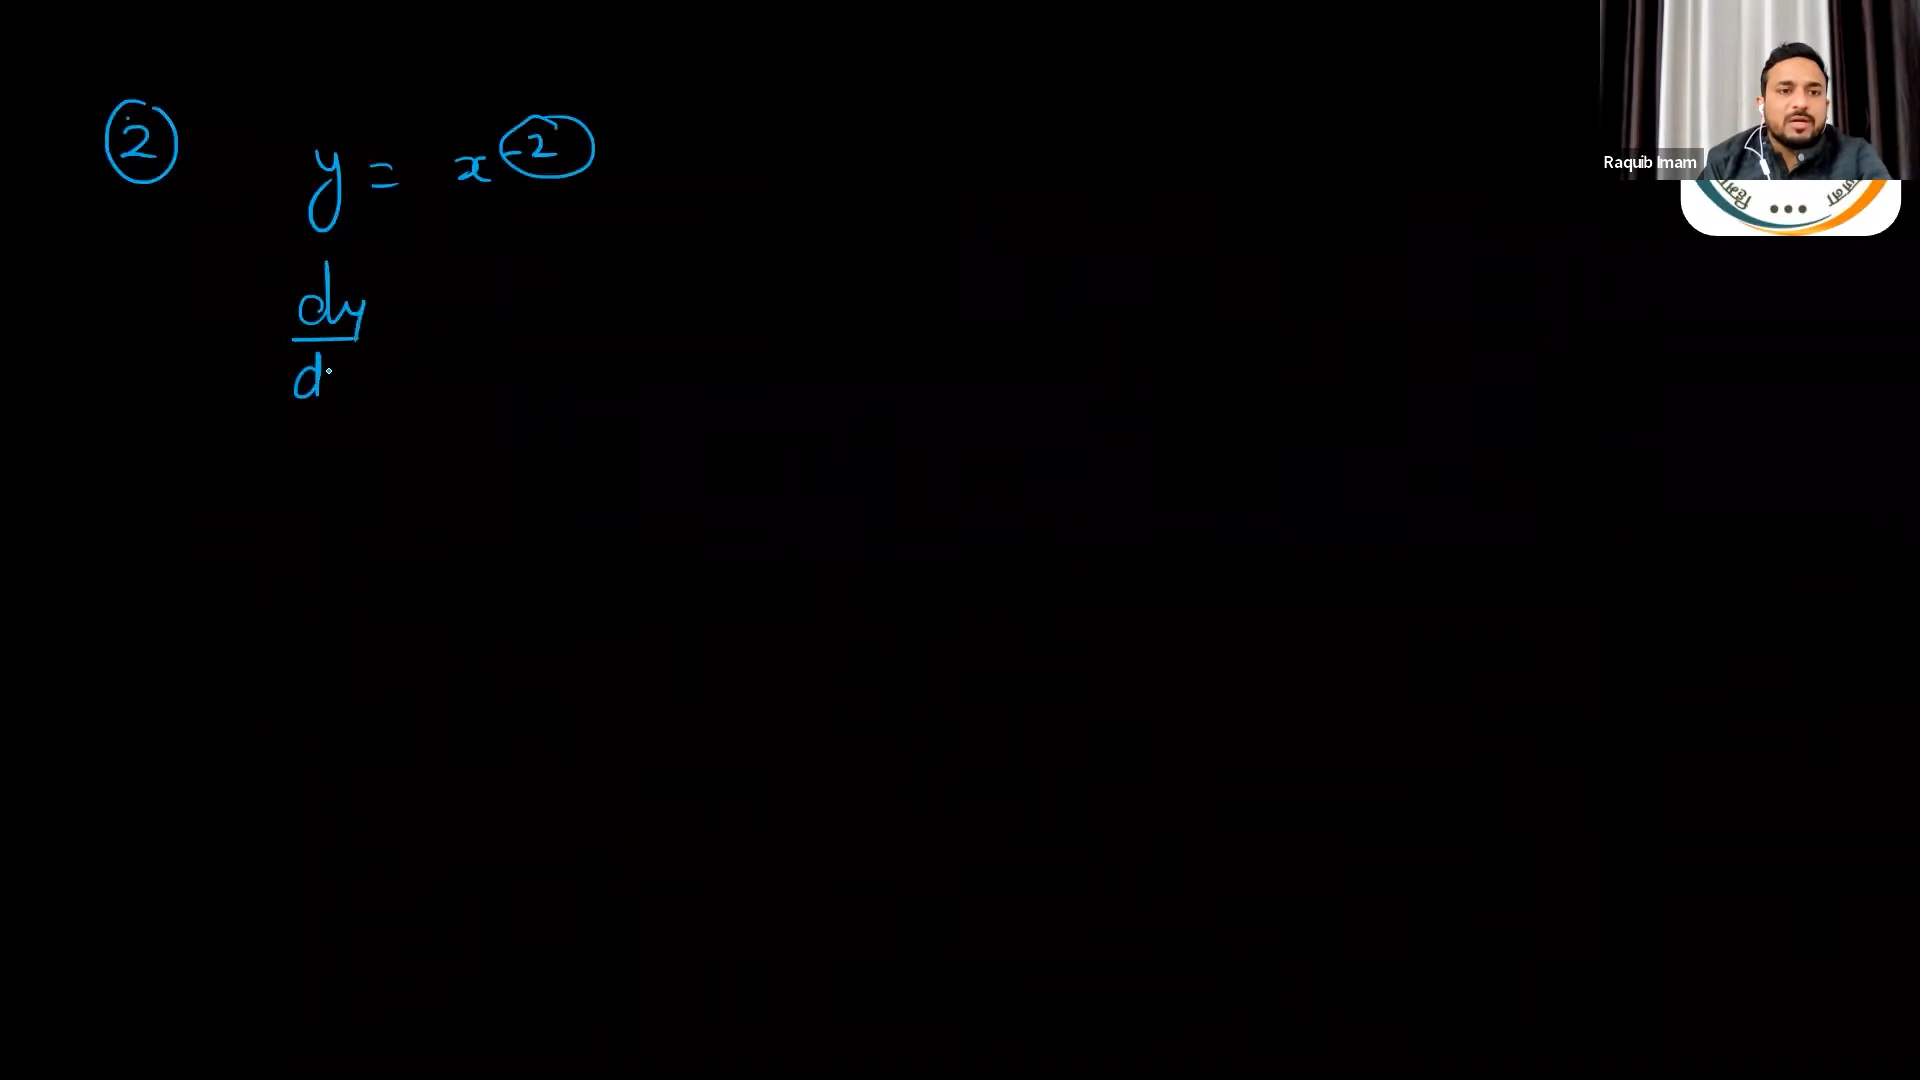 ② y = x⁻²
dy
d
Raquib Imam